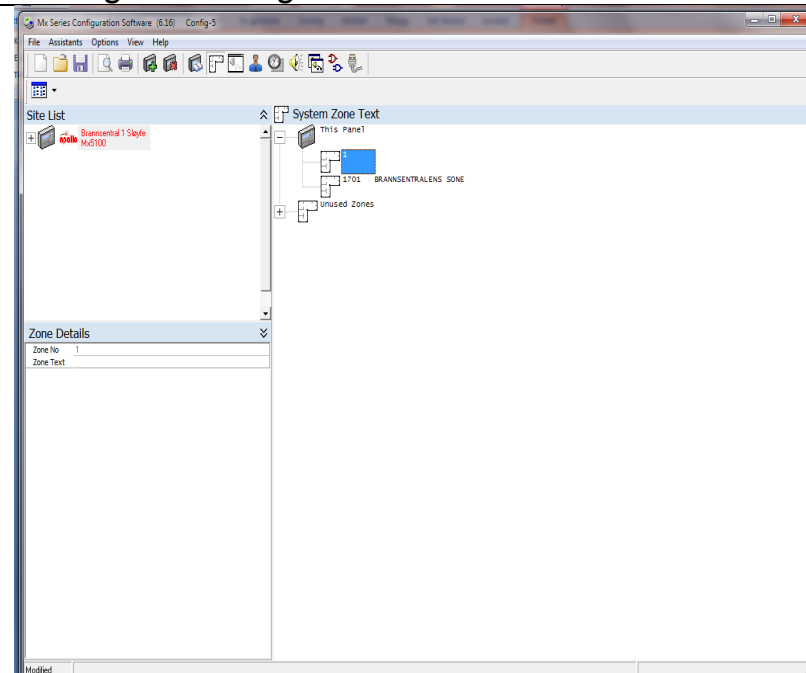 Mx Series Configuration Software (6.16) Config-5
File Assistants Options View Help
Site List
apollo
Brannsentral 1 Sløyfe
Mx5100
System Zone Text
This Panel
1
1701 BRANNSENTRALENS SONE
Unused Zones
Zone Details
Zone No 1
Zone Text
Modified